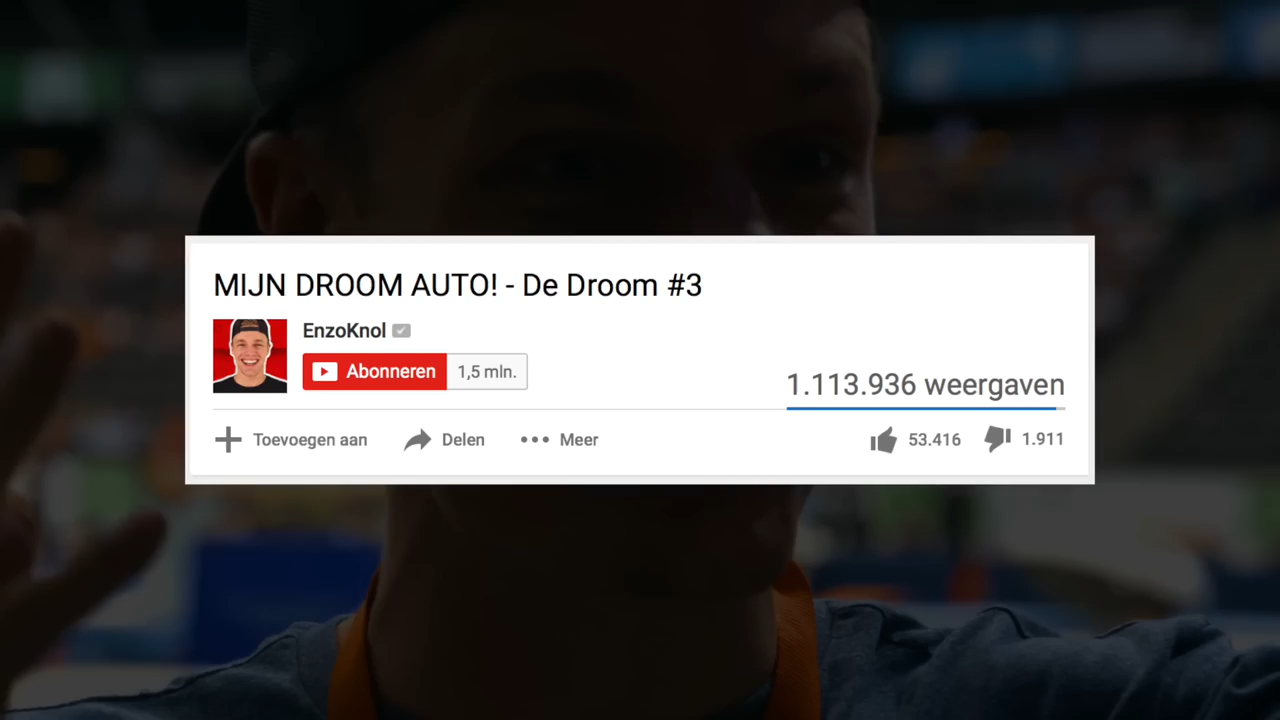 MIJN DROOM AUTO! - De Droom #3
EnzoKnol
Abonneren 1,5 mln.
1.113.936 weergaven
Toevoegen aan Delen Meer 53.416 1.911